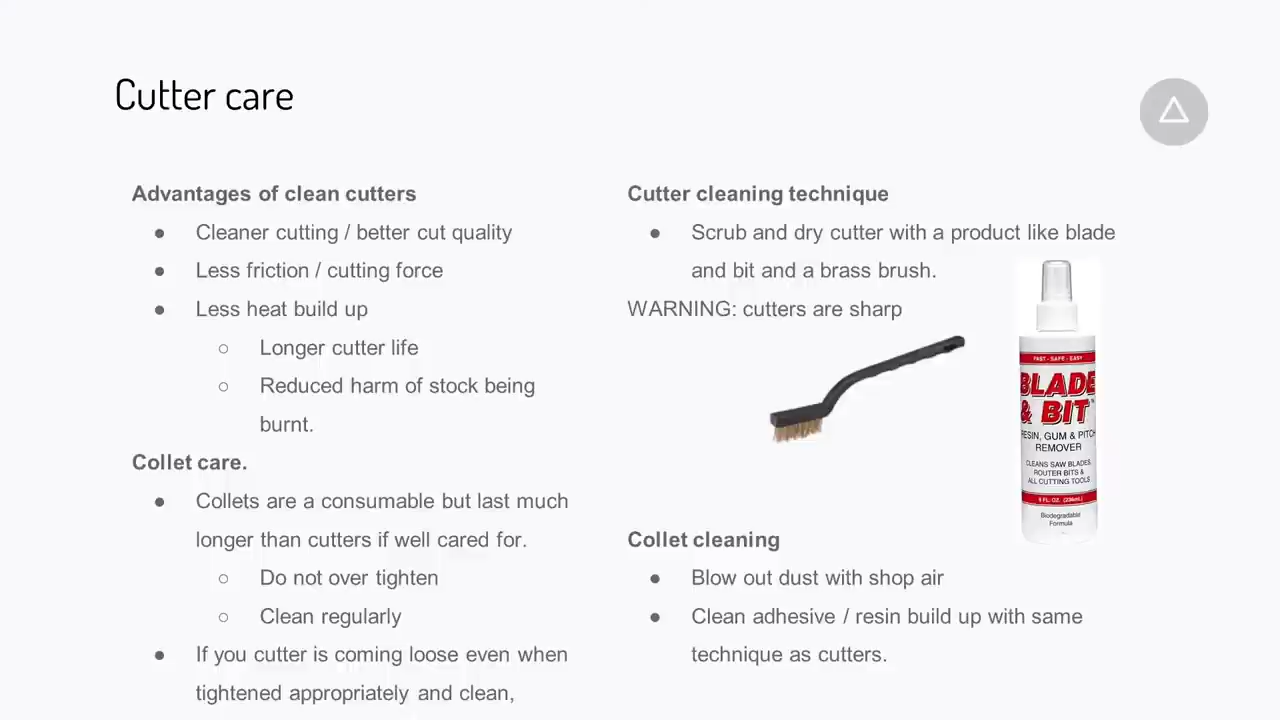 Cutter care
Advantages of clean cutters
● Cleaner cutting / better cut quality
● Less friction / cutting force
● Less heat build up
○ Longer cutter life
○ Reduced harm of stock being
burnt.
Collet care.
● Collets are a consumable but last much
longer than cutters if well cared for.
○ Do not over tighten
○ Clean regularly
● If you cutter is coming loose even when
tightened appropriately and clean,
Cutter cleaning technique
● Scrub and dry cutter with a product like blade
and bit and a brass brush.
WARNING: cutters are sharp
FAST - SAFE - EASY
BLADE
& BIT™
RESIN, GUM & PITCH
REMOVER
CLEANS SAW BLADES,
ROUTER BITS &
ALL CUTTING TOOLS
8 FL. OZ. (236mL)
Biodegradable
Formula
Collet cleaning
● Blow out dust with shop air
● Clean adhesive / resin build up with same
technique as cutters.